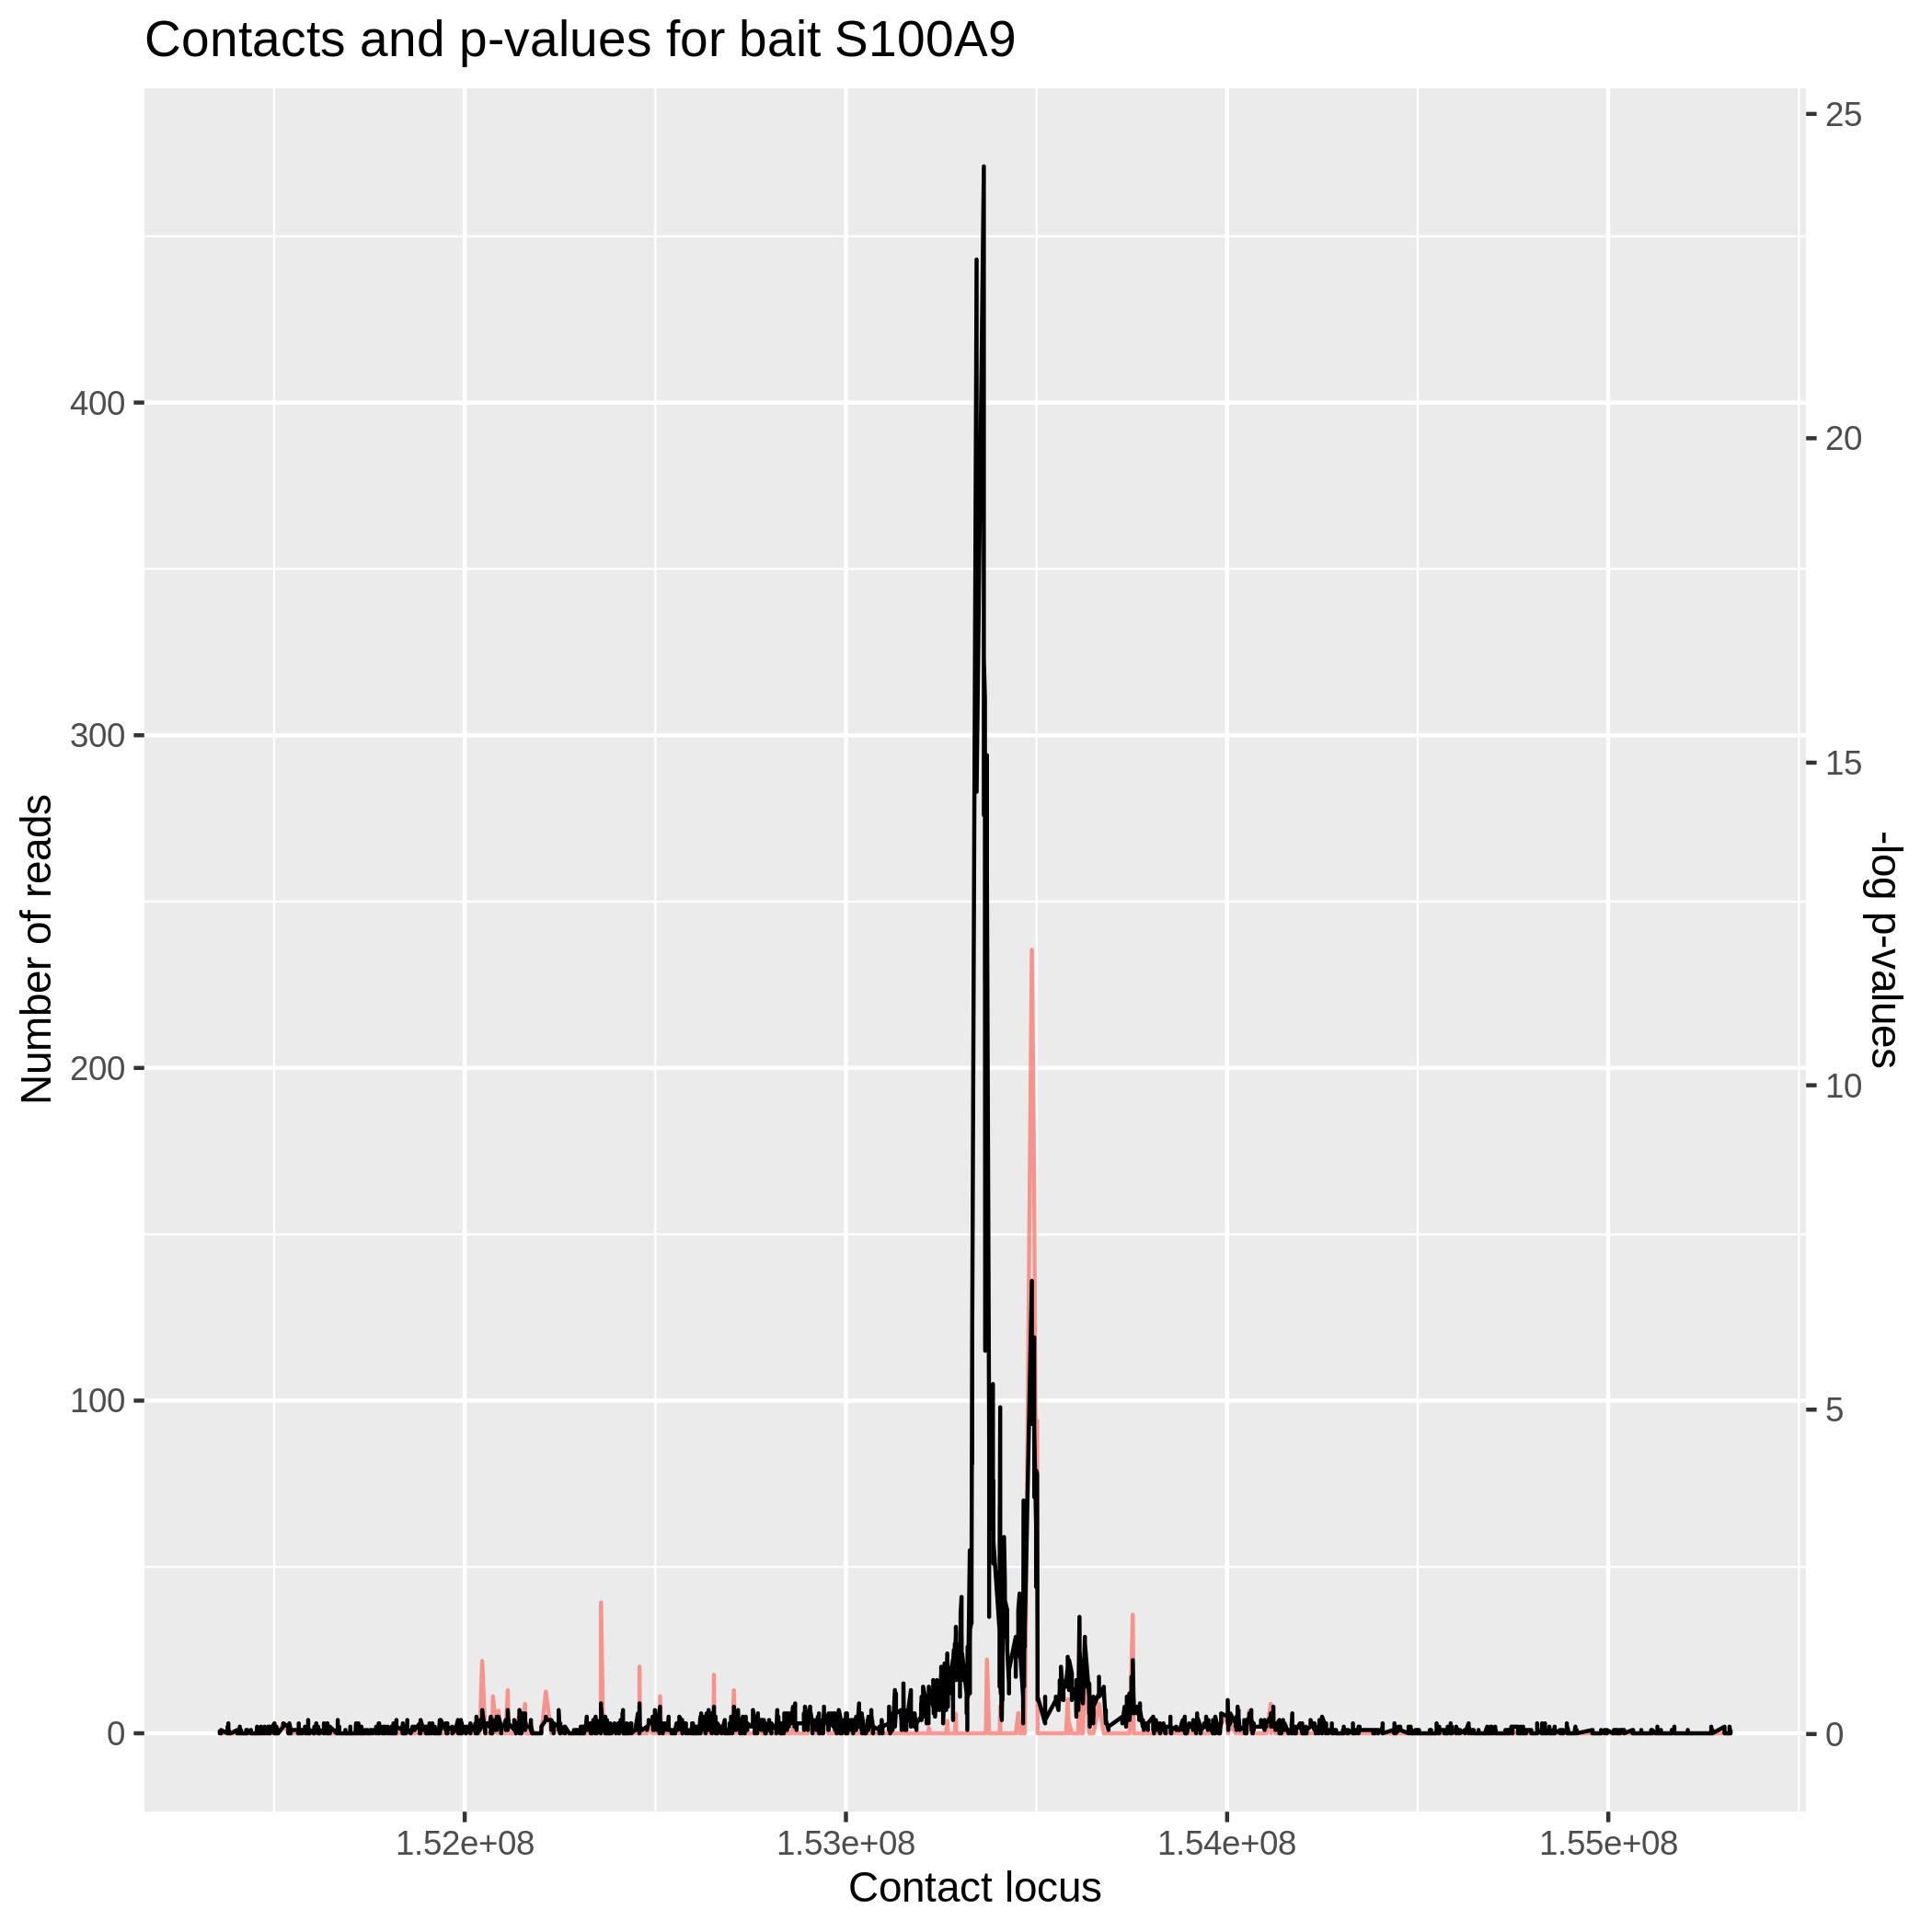 Contacts and p-values for bait S100A9
Number of reads
400
300
200
100
0
25
20
15
10
5
0
-log p-values
1.52e+08
1.53e+08
1.54e+08
1.55e+08
Contact locus